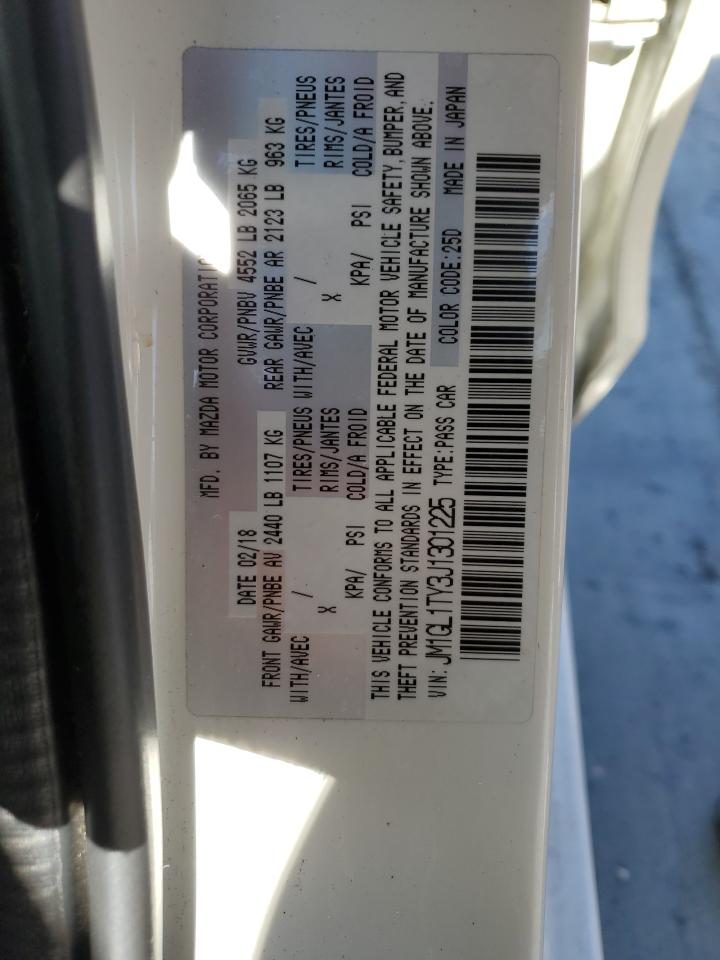 MFD. BY MAZDA MOTOR CORPORATION
DATE 02/18 GVWR/PNBV 4552 LB 2065 KG
FRONT GAWR/PNBE AV 2440 LB 1107 KG REAR GAWR/PNBE AR 2123 LB 963 KG
WITH/AVEC / TIRES/PNEUS WITH/AVEC / TIRES/PNEUS
X RIMS/JANTES X RIMS/JANTES
KPA/ PSI COLD/A FROID KPA/ PSI COLD/A FROID
THIS VEHICLE CONFORMS TO ALL APPLICABLE FEDERAL MOTOR VEHICLE SAFETY, BUMPER, AND
THEFT PREVENTION STANDARDS IN EFFECT ON THE DATE OF MANUFACTURE SHOWN ABOVE.
VIN: JM1GL1TY3J1301225 TYPE:PASS CAR COLOR CODE:25D MADE IN JAPAN